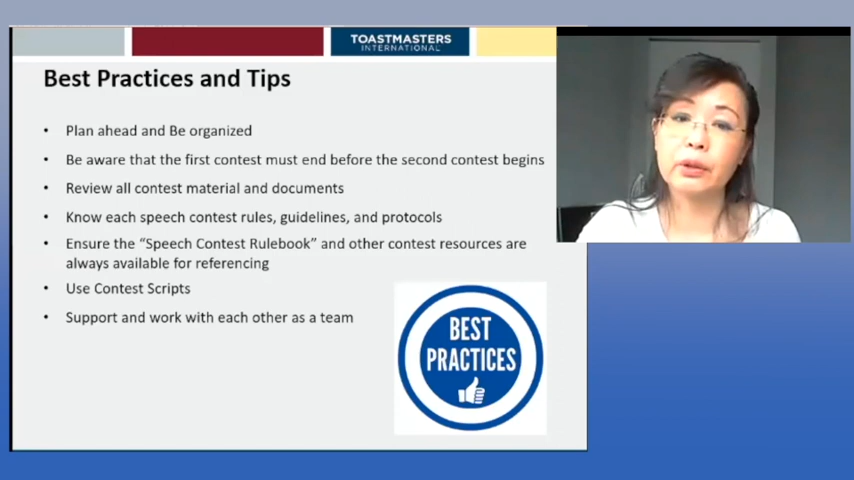 TOASTMASTERS
INTERNATIONAL
Best Practices and Tips
• Plan ahead and Be organized
• Be aware that the first contest must end before the second contest begins
• Review all contest material and documents
• Know each speech contest rules, guidelines, and protocols
• Ensure the “Speech Contest Rulebook” and other contest resources are
always available for referencing
• Use Contest Scripts
• Support and work with each other as a team
BEST
PRACTICES